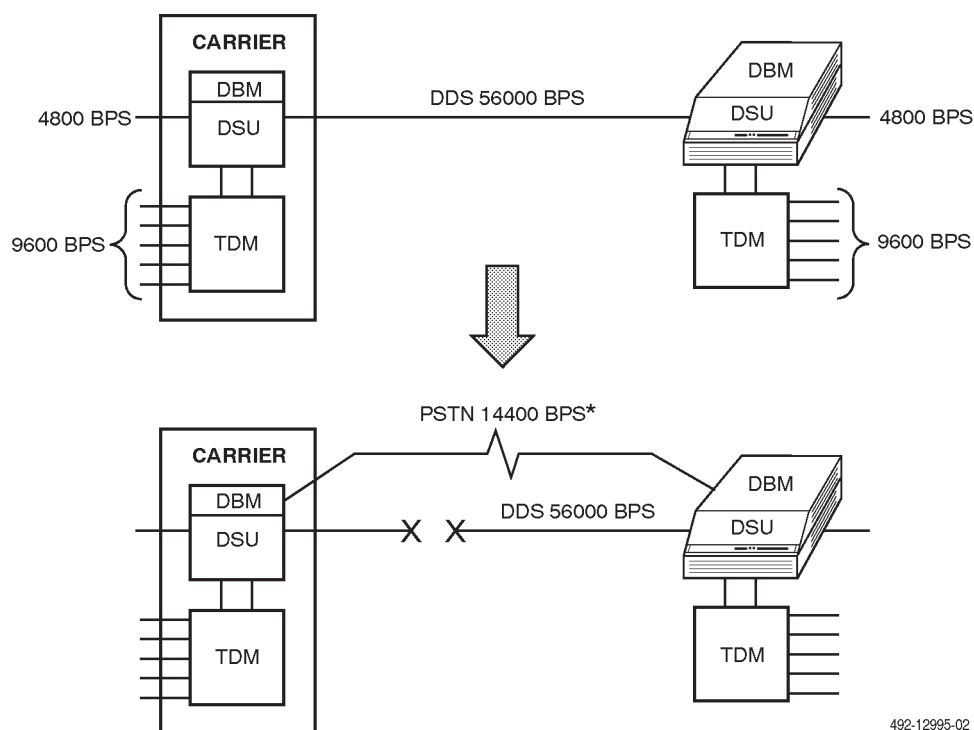 CARRIER
DBM
DSU
TDM
4800 BPS
9600 BPS
DDS 56000 BPS
DBM
DSU
TDM
4800 BPS
9600 BPS
PSTN 14400 BPS*
CARRIER
DBM
DSU
TDM
DDS 56000 BPS
X X
DBM
DSU
TDM
492-12995-02